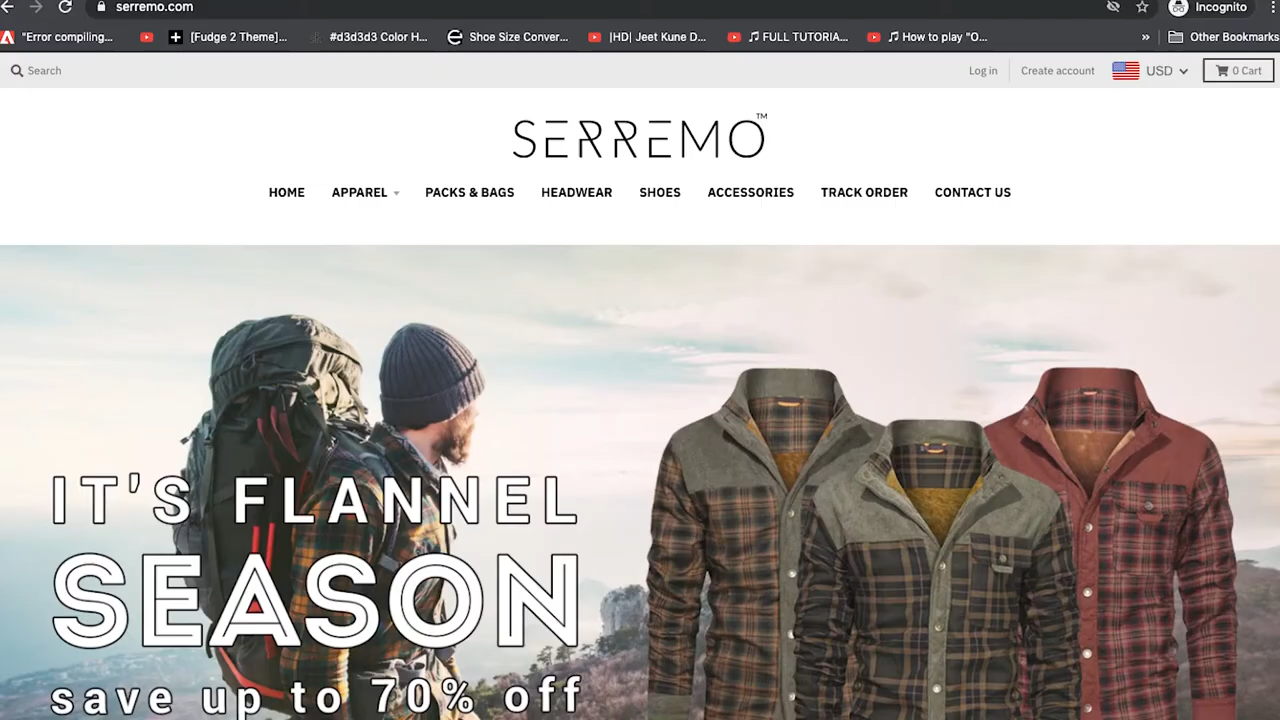 serremo.com
Incognito
"Error compiling...
[Fudge 2 Theme]...
#d3d3d3 Color H...
Shoe Size Conver...
|HD| Jeet Kune D...
🎵 FULL TUTORIA...
🎵 How to play "O...
»
Other Bookmarks
Search
Log in
Create account
USD
0 Cart
SERREMO™
HOME
APPAREL
PACKS & BAGS
HEADWEAR
SHOES
ACCESSORIES
TRACK ORDER
CONTACT US
IT'S FLANNEL
SEASON
save up to 70% off